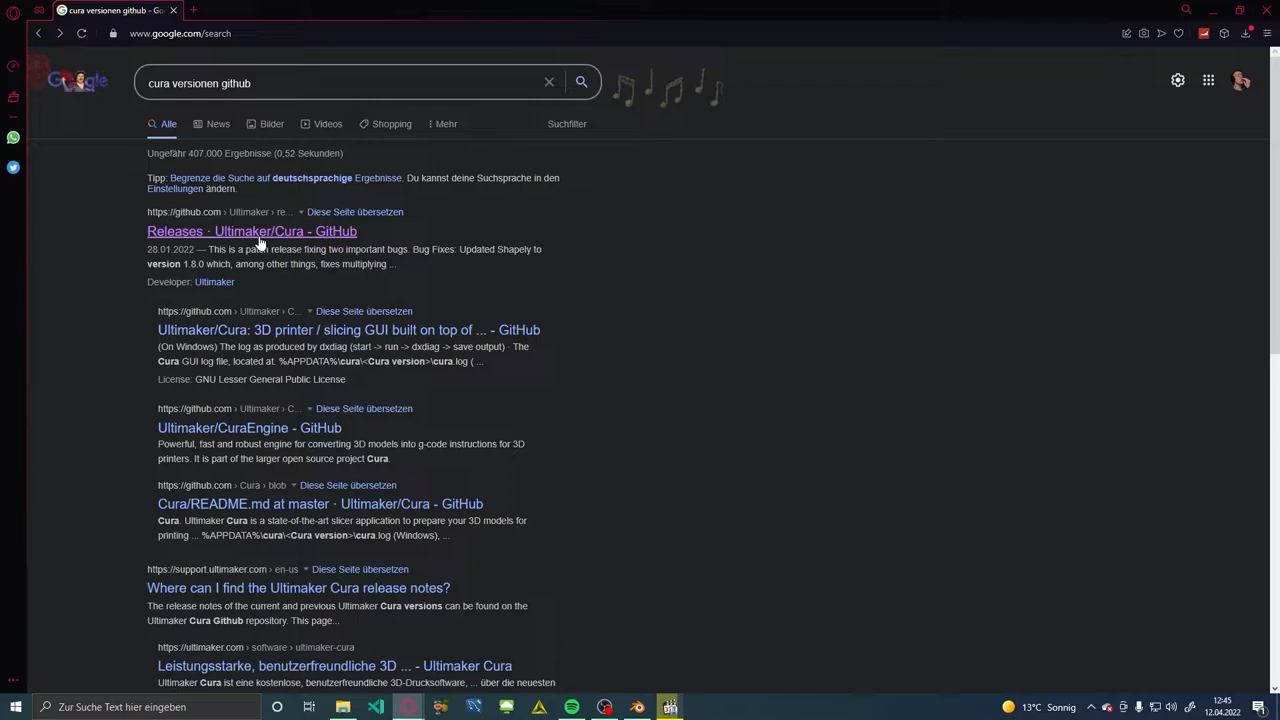 cura versionen github - Goo
www.google.com/search
Google
cura versionen github
Alle
News
Bilder
Videos
Shopping
Mehr
Suchfilter
Ungefähr 407.000 Ergebnisse (0,52 Sekunden)
Tipp: Begrenze die Suche auf deutschsprachige Ergebnisse. Du kannst deine Suchsprache in den
Einstellungen ändern.
https://github.com › Ultimaker › re... Diese Seite übersetzen
Releases · Ultimaker/Cura - GitHub
28.01.2022 — This is a patch release fixing two important bugs. Bug Fixes: Updated Shapely to
version 1.8.0 which, among other things, fixes multiplying ...
Developer: Ultimaker
https://github.com › Ultimaker › C... Diese Seite übersetzen
Ultimaker/Cura: 3D printer / slicing GUI built on top of ... - GitHub
(On Windows) The log as produced by dxdiag (start -> run -> dxdiag -> save output) · The
Cura GUI log file, located at. %APPDATA%\cura\<Cura version>\cura.log ( ...
License: GNU Lesser General Public License
https://github.com › Ultimaker › C... Diese Seite übersetzen
Ultimaker/CuraEngine - GitHub
Powerful, fast and robust engine for converting 3D models into g-code instructions for 3D
printers. It is part of the larger open source project Cura.
https://github.com › Cura › blob Diese Seite übersetzen
Cura/README.md at master · Ultimaker/Cura - GitHub
Cura. Ultimaker Cura is a state-of-the-art slicer application to prepare your 3D models for
printing ... %APPDATA%\cura\<Cura version>\cura.log (Windows), ...
https://support.ultimaker.com › en-us Diese Seite übersetzen
Where can I find the Ultimaker Cura release notes?
The release notes of the current and previous Ultimaker Cura versions can be found on the
Ultimaker Cura Github repository. This page...
https://ultimaker.com › software › ultimaker-cura
Leistungsstarke, benutzerfreundliche 3D ... - Ultimaker Cura
Ultimaker Cura ist eine kostenlose, benutzerfreundliche 3D-Drucksoftware, ... über die neuesten
Zur Suche Text hier eingeben
13°C Sonnig
12:45
12.04.2022